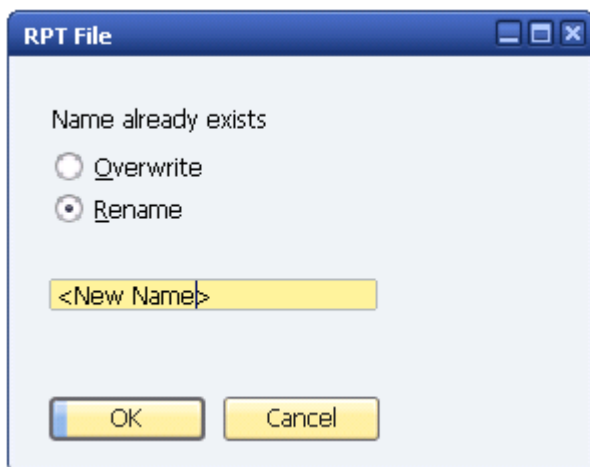 RPT File
Name already exists
Overwrite
Rename
<New Name>
OK
Cancel